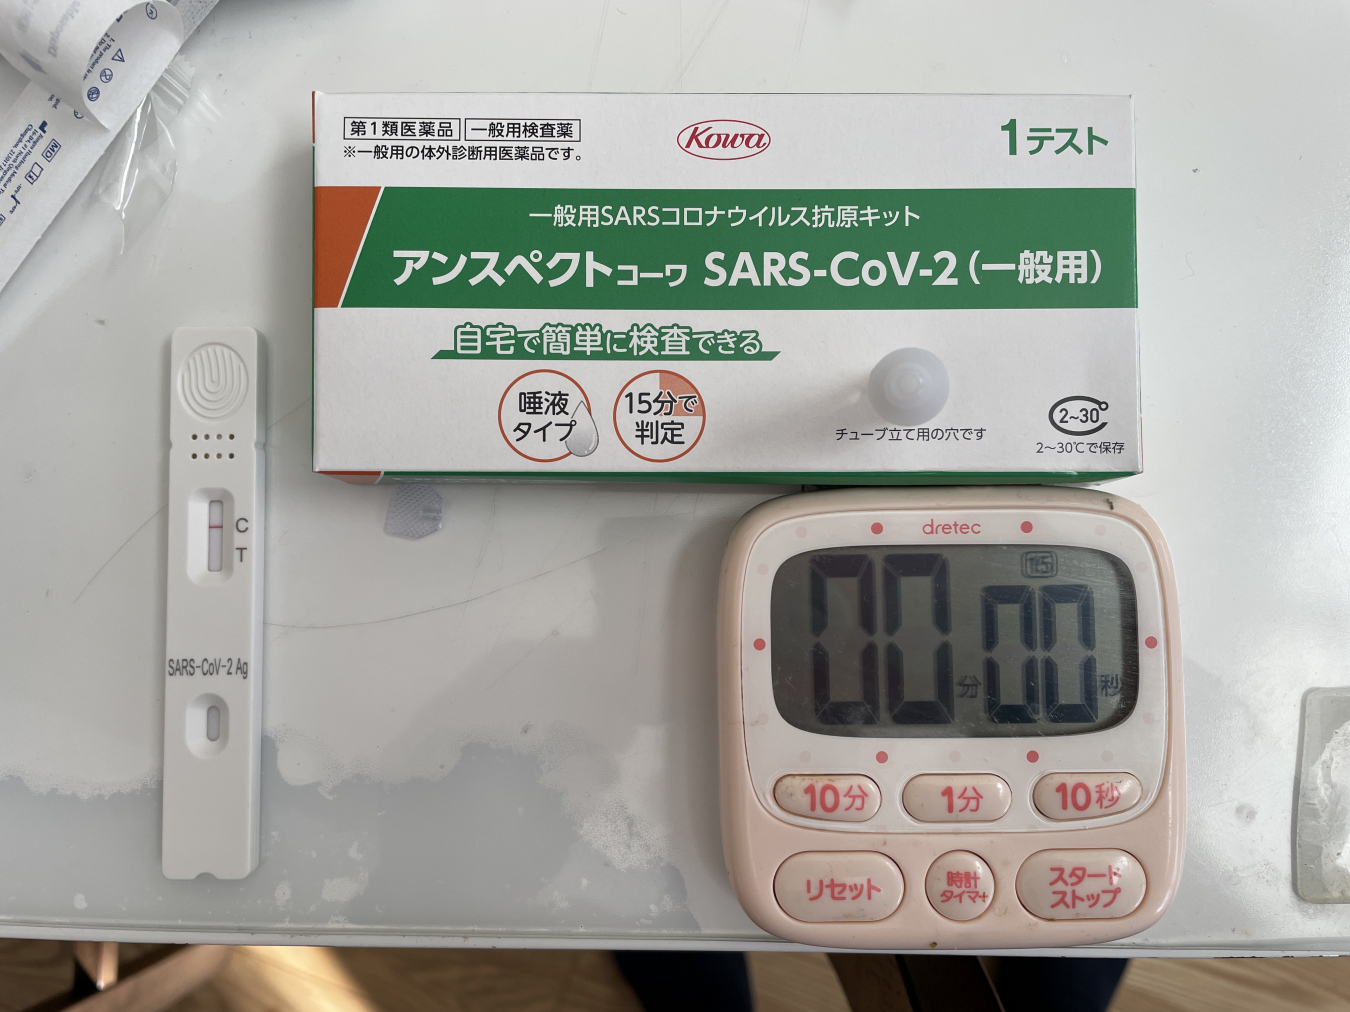 第1類医薬品 一般用検査薬
※一般用の体外診断用医薬品です。
Kowa
1テスト
一般用SARSコロナウイルス抗原キット
アンスペクトコーワ SARS-CoV-2(一般用)
自宅で簡単に検査できる
唾液
タイプ
15分で
判定
チューブ立て用の穴です
2~30°
2～30℃で保存
C
T
SARS-CoV-2 Ag
dretec
15
00分00秒
10分
1分
10秒
リセット
時計
タイマー
スタート
ストップ
MD